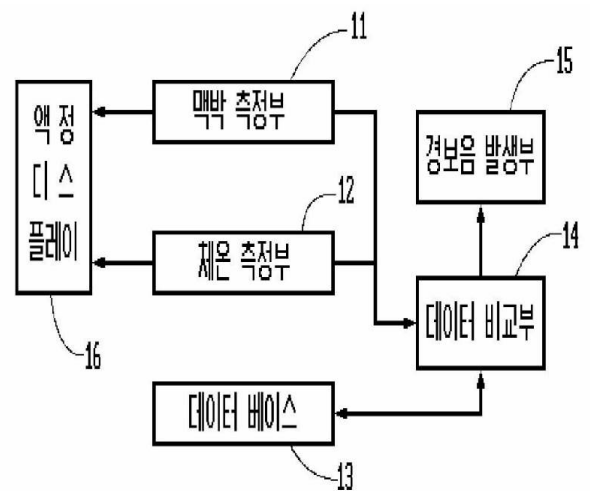 11
맥박 측정부
15
경보음 발생부
액 정
디 스
플레이
12
체온 측정부
14
데이터 비교부
16
데이터 베이스
13